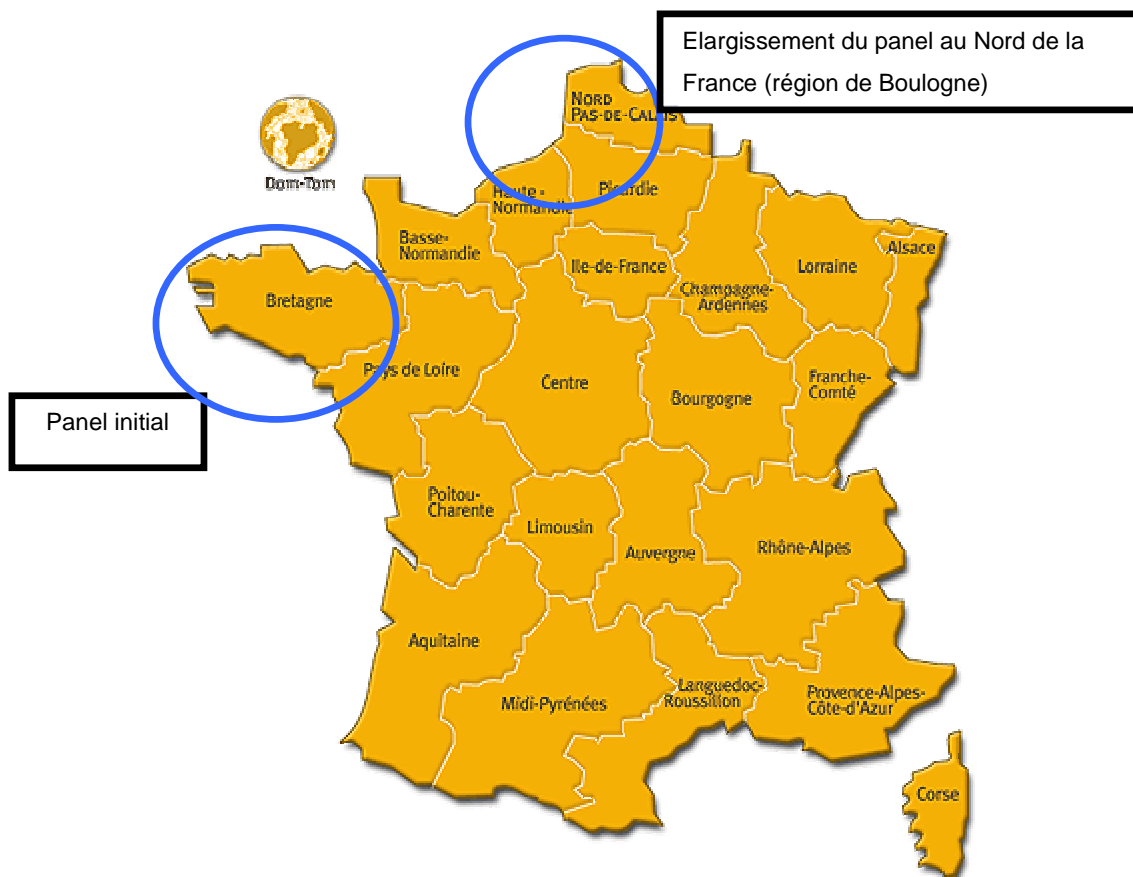 Elargissement du panel au Nord de la
France (région de Boulogne)
NORD
PAS-DE-CALAIS
Dom-Tom
Haute-
Normandie
Picardie
Basse-
Normandie
Ile-de-France
Champagne-
Ardennes
Lorraine
Alsace
Bretagne
Pays de Loire
Centre
Bourgogne
Franche-
Comté
Panel initial
Poitou-
Charente
Limousin
Auvergne
Rhône-Alpes
Aquitaine
Midi-Pyrénées
Languedoc-
Roussillon
Provence-Alpes-
Côte-d'Azur
Corse